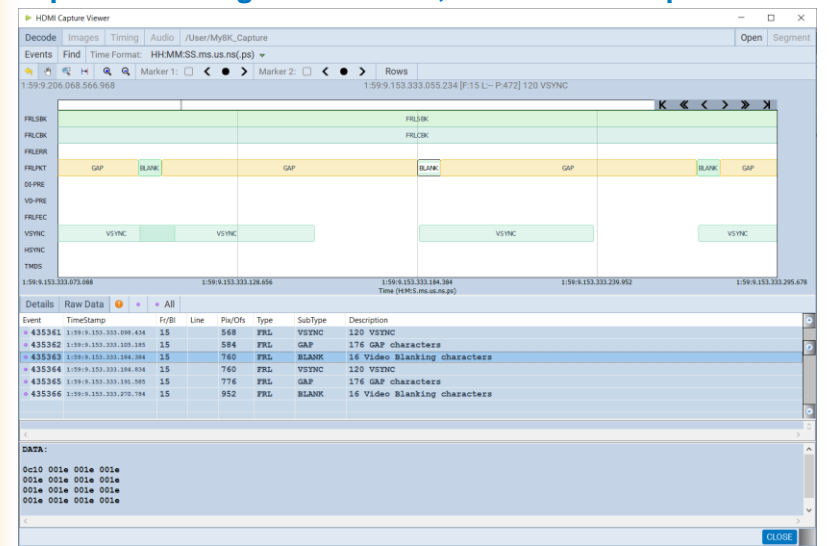 HDMI Capture Viewer
Decode Images Timing Audio /User/My8K_Capture Open Segment
Events Find Time Format: HH:MM:SS.ms.us.ns(.ps)
Marker 1: Marker 2: Rows
1:59:9.206.068.566.968 1:59:9.153.333.055.234 [F:15 L:-- P:472] 120 VSYNC
FRLSBK FRLSBK
FRLCBK FRLCBK
FRLERR
FRLPKT GAP BLANK GAP BLANK GAP BLANK GAP
DI-PRE
VD-PRE
FRLFEC
VSYNC VSYNC VSYNC VSYNC VSYNC
HSYNC
TMDS
1:59:9.153.333.073.088 1:59:9.153.333.128.656 1:59:9.153.333.184.384 1:59:9.153.333.239.952 1:59:9.153.333.295.678
Time (H:M:S.ms.us.ns.ps)
Details Raw Data All
Event TimeStamp Fr/Bl Line Pix/Ofs Type SubType Description
435361 1:59:9.153.333.098.434 15 568 FRL VSYNC 120 VSYNC
435362 1:59:9.153.333.105.185 15 584 FRL GAP 176 GAP characters
435363 1:59:9.153.333.184.384 15 760 FRL BLANK 16 Video Blanking characters
435364 1:59:9.153.333.184.834 15 760 FRL VSYNC 120 VSYNC
435365 1:59:9.153.333.191.585 15 776 FRL GAP 176 GAP characters
435366 1:59:9.153.333.270.784 15 952 FRL BLANK 16 Video Blanking characters
DATA:
0c10 001e 001e 001e
001e 001e 001e 001e
001e 001e 001e 001e
001e 001e 001e 001e
CLOSE